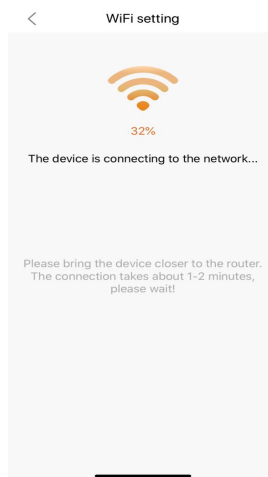 WiFi setting
32%
The device is connecting to the network...
Please bring the device closer to the router.
The connection takes about 1-2 minutes,
please wait!